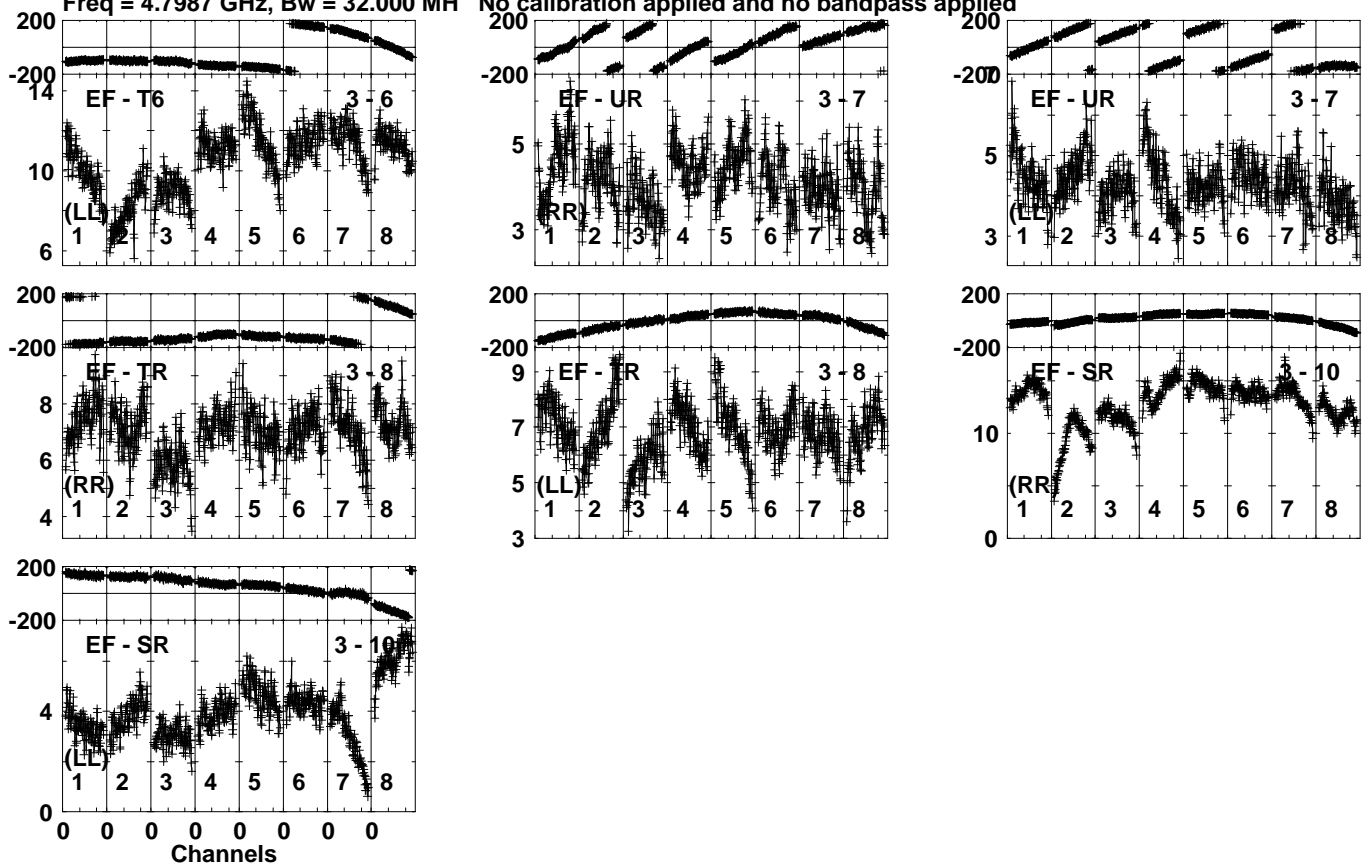 Freq = 4.7987 GHz, Bw = 32.000 MH No calibration applied and no bandpass applied
200
-200
14
10
6
EF - T6 3 - 6
(LL)
1 2 3 4 5 6 7 8
5
3
EF - UR 3 - 7
(RR)
1 2 3 4 5 6 7 8
200
-200
7
5
3
EF - UR 3 - 7
(LL)
1 2 3 4 5 6 7 8
200
-200
8
6
4
EF - TR 3 - 8
(RR)
1 2 3 4 5 6 7 8
200
-200
9
7
5
3
EF - TR 3 - 8
(LL)
1 2 3 4 5 6 7 8
200
-200
10
0
EF - SR 3 - 10
(RR
1 2 3 4 5 6 7 8
200
-200
4
0
EF - SR 3 - 10
(LL)
1 2 3 4 5 6 7 8
0 0 0 0 0 0 0 0
Channels